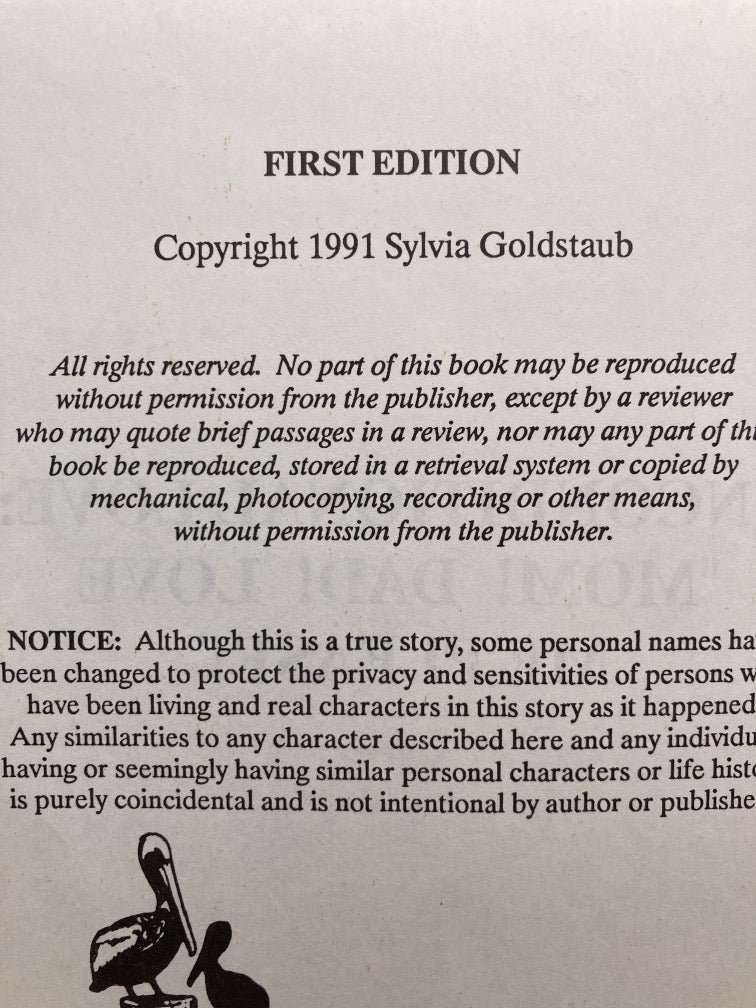 FIRST EDITION
Copyright 1991 Sylvia Goldstaub
All rights reserved. No part of this book may be reproduced
without permission from the publisher, except by a reviewer
who may quote brief passages in a review, nor may any part of thi
book be reproduced, stored in a retrieval system or copied by
mechanical, photocopying, recording or other means,
without permission from the publisher.
"MOM! DAD! LOVE
NOTICE: Although this is a true story, some personal names ha
been changed to protect the privacy and sensitivities of persons w
have been living and real characters in this story as it happened
Any similarities to any character described here and any individu
having or seemingly having similar personal characters or life histo
is purely coincidental and is not intentional by author or publishe